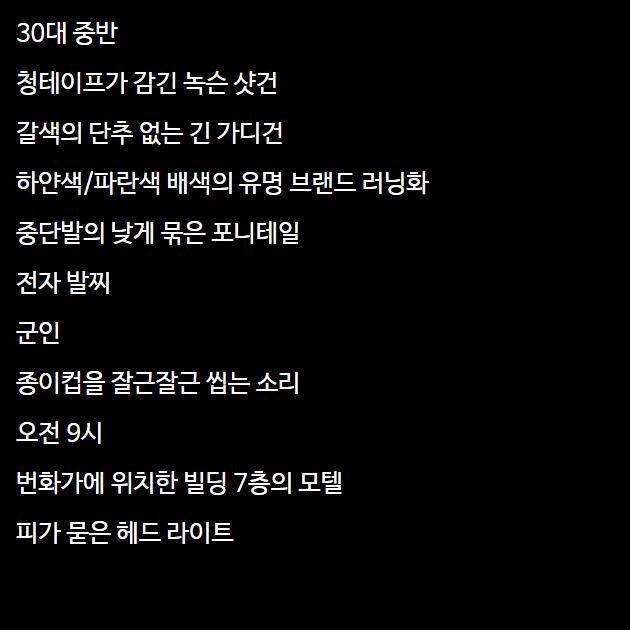 30대 중반
청테이프가 감긴 녹슨 샷건
갈색의 단추 없는 긴 가디건
하얀색/파란색 배색의 유명 브랜드 러닝화
중단발의 낮게 묶은 포니테일
전자 발찌
군인
종이컵을 잘근잘근 씹는 소리
오전 9시
번화가에 위치한 빌딩 7층의 모텔
피가 묻은 헤드 라이트